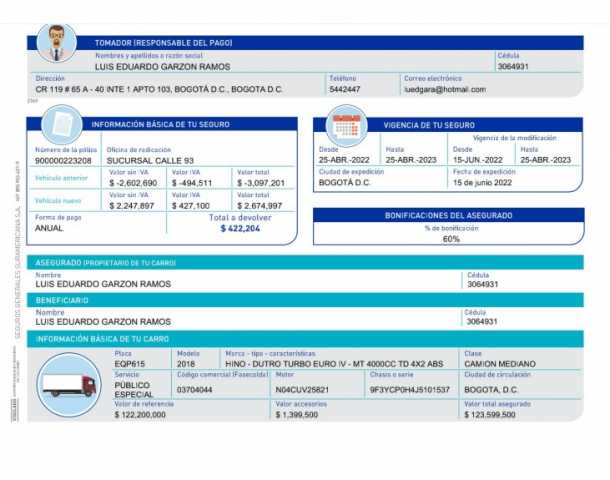 TOMADOR (RESPONSABLE DEL PAGO)
Nombres y apellidos o razón social Cédula
LUIS EDUARDO GARZON RAMOS 3064931
Dirección Teléfono Correo electrónico
CR 119 # 65 A - 40 INTE 1 APTO 103, BOGOTÁ D.C., BOGOTA D.C. 5442447 luedgara@hotmail.com
INFORMACIÓN BÁSICA DE TU SEGURO
Número de la póliza Oficina de radicación
900000223208 SUCURSAL CALLE 93
Vehículo anterior Valor sin IVA Valor IVA Valor total
$ -2,602,690 $ -494,511 $ -3,097,201
Vehículo nuevo Valor sin IVA Valor IVA Valor total
$ 2,247,897 $ 427,100 $ 2,674,997
Forma de pago Total a devolver
ANUAL $ 422,204
VIGENCIA DE TU SEGURO
Vigencia de la modificación
Desde Hasta Desde Hasta
25-ABR.-2022 25-ABR.-2023 15-JUN.-2022 25-ABR.-2023
Ciudad de expedición Fecha de expedición
BOGOTÁ D.C. 15 de junio 2022
BONIFICACIONES DEL ASEGURADO
% de bonificación
60%
SEGUROS GENERALES SURAMERICANA S.A.
ASEGURADO (PROPIETARIO DE TU CARRO)
Nombre Cédula
LUIS EDUARDO GARZON RAMOS 3064931
BENEFICIARIO
Nombre Cédula
LUIS EDUARDO GARZON RAMOS 3064931
INFORMACIÓN BÁSICA DE TU CARRO
Placa Modelo Marca - tipo - características Clase
EQP615 2018 HINO - DUTRO TURBO EURO IV - MT 4000CC TD 4X2 ABS CAMION MEDIANO
Servicio Código comercial (Fasecolda) Motor Chasis o serie Ciudad de circulación
PÚBLICO ESPECIAL 03704044 N04CUV25821 9F3YCP0H4J5101537 BOGOTA, D.C.
Valor de referencia Valor accesorios Valor total asegurado
$ 122,200,000 $ 1,399,500 $ 123,599,500